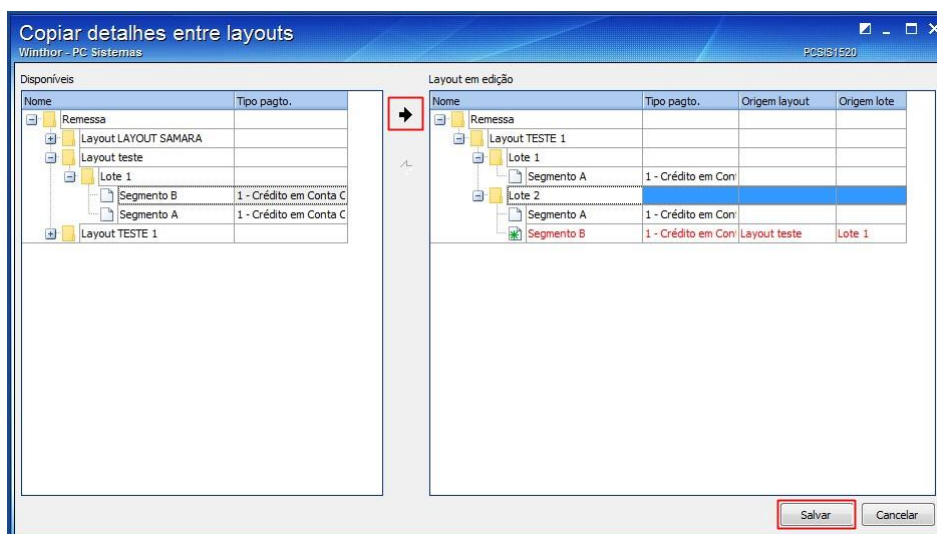 Copiar detalhes entre layouts
Winthor - PC Sistemas
PCSIS1520
Disponíveis
Nome Tipo pagto.
Remessa
Layout LAYOUT SAMARA
Layout teste
Lote 1
Segmento B 1 - Crédito em Conta C
Segmento A 1 - Crédito em Conta C
Layout TESTE 1
Layout em edição
Nome Tipo pagto. Origem layout Origem lote
Remessa
Layout TESTE 1
Lote 1
Segmento A 1 - Crédito em Con
Lote 2
Segmento A 1 - Crédito em Con
Segmento B 1 - Crédito em Con Layout teste Lote 1
Salvar Cancelar